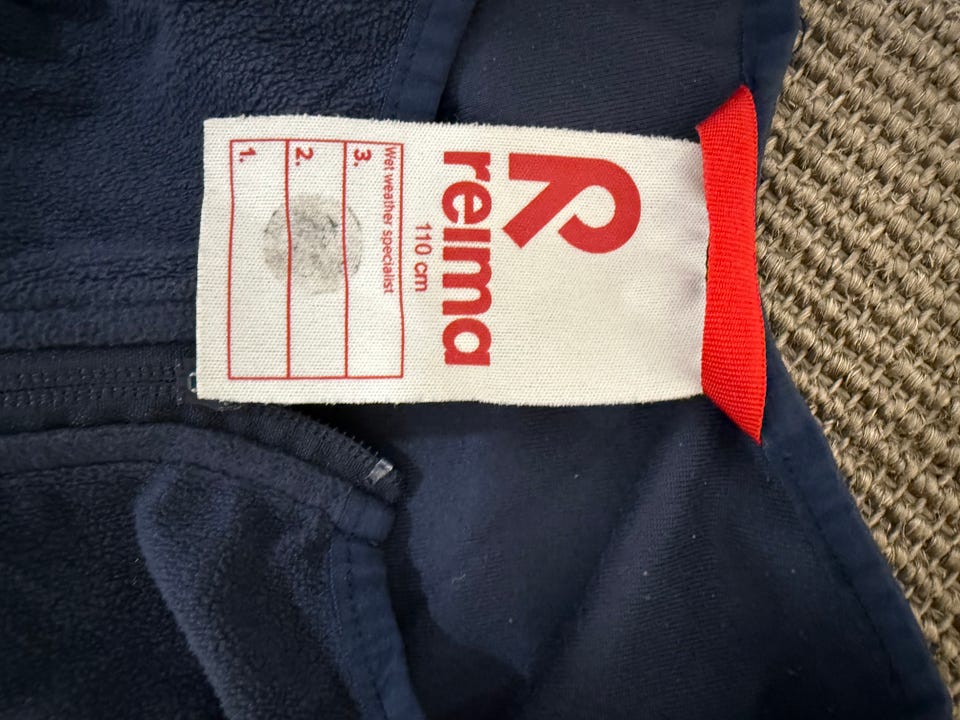 reima
110 cm
Wet weather specialist
3.
2.
1.